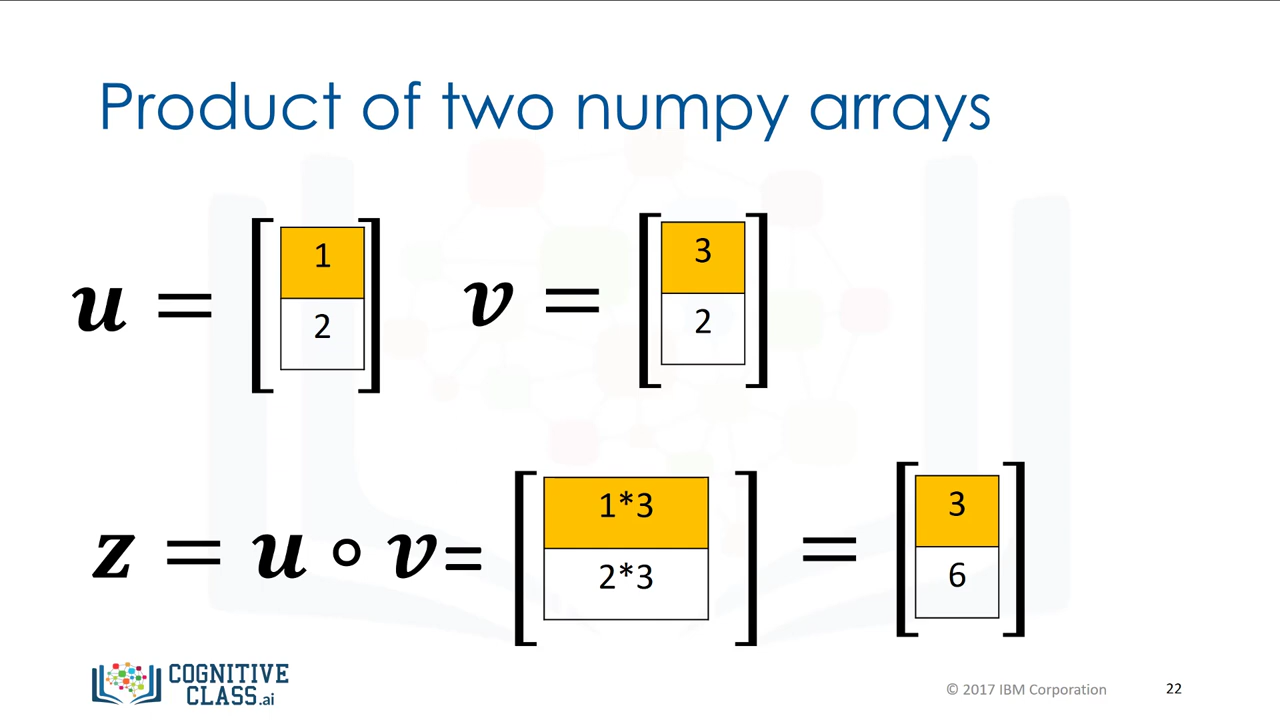 Product of two numpy arrays
u = [ 1 2 ] v = [ 3 2 ]
z = u ∘ v = [ 1*3 2*3 ] = [ 3 6 ]
COGNITIVE
CLASS.ai
© 2017 IBM Corporation 22